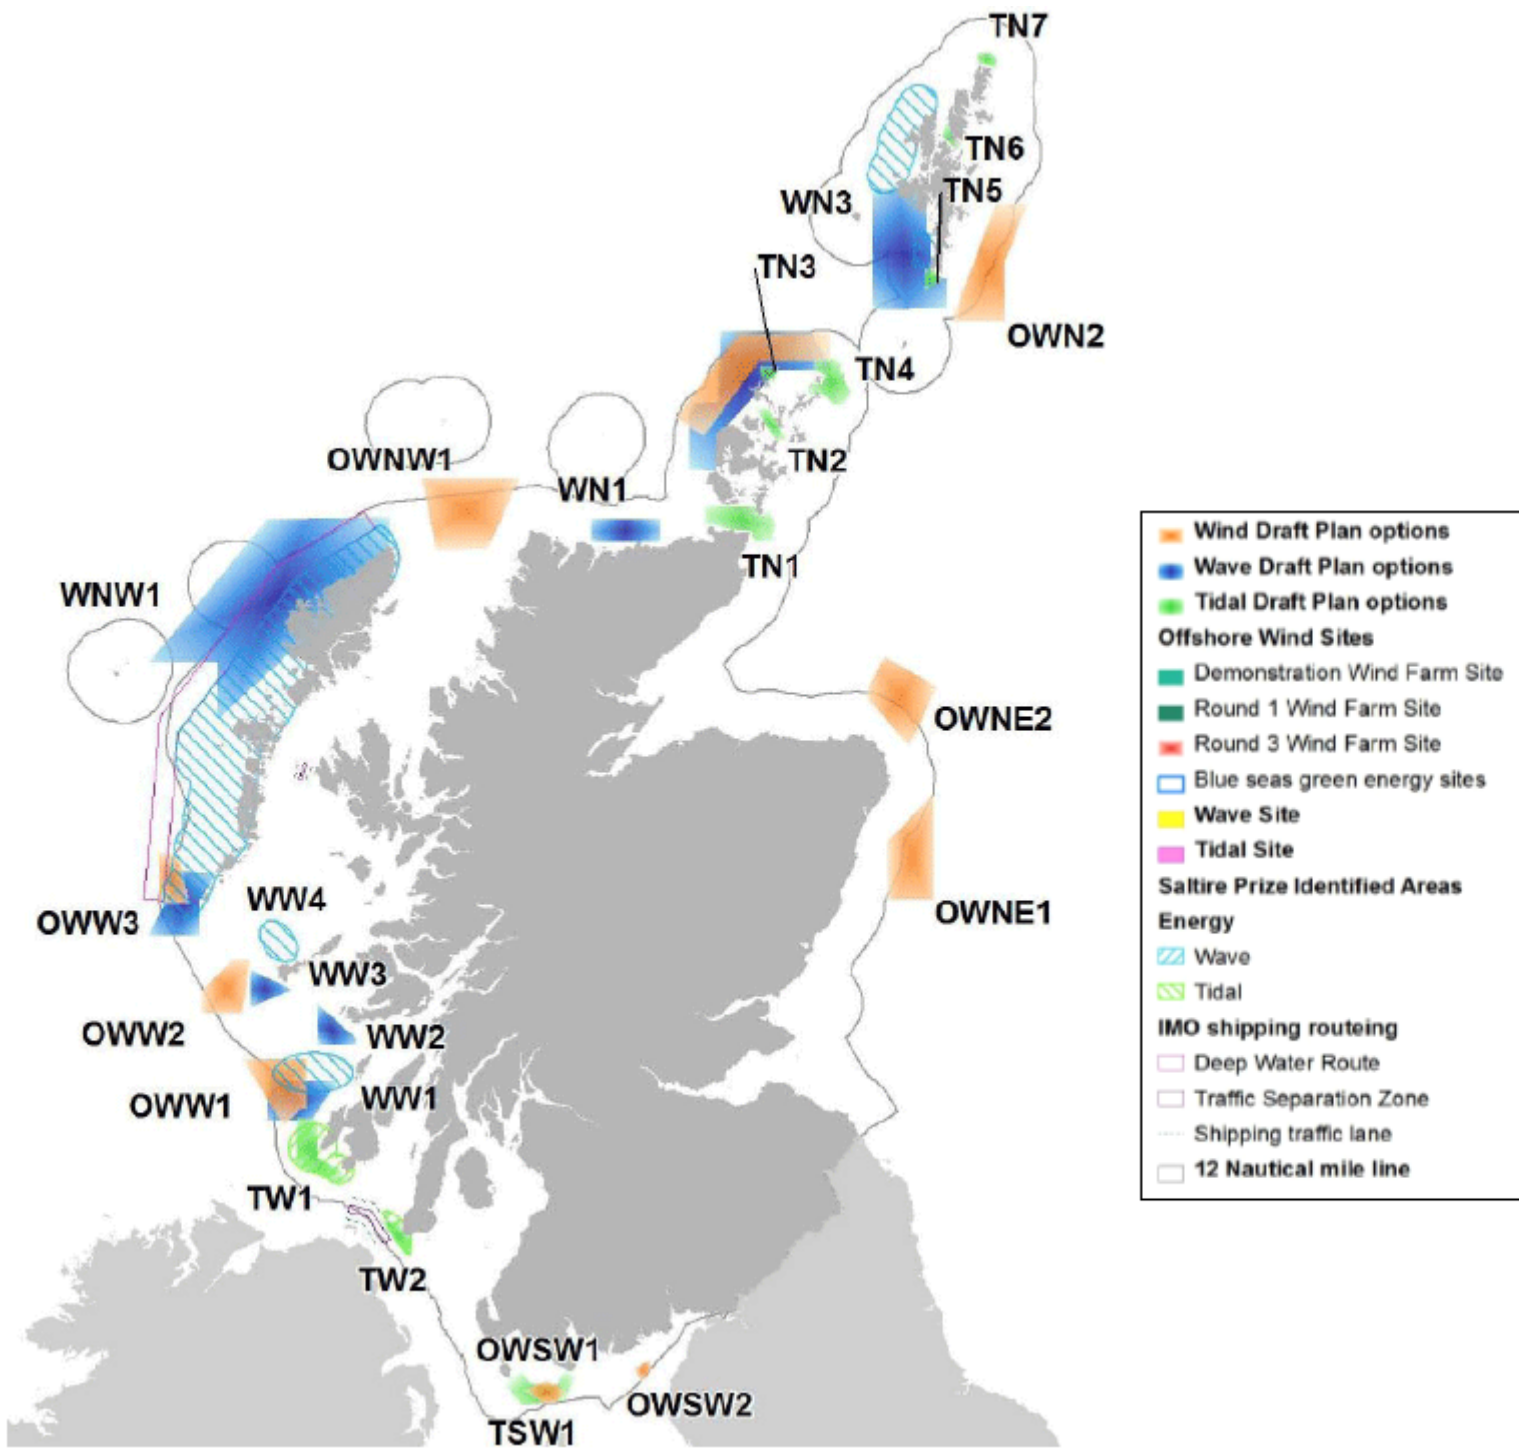 TN7
TN6
TN5
WN3
TN3
OWN2
TN4
OWNW1
TN2
WN1
TN1
WNW1
OWNE2
OWW3
WW4
OWNE1
WW3
OWW2
WW2
OWW1
WW1
TW1
TW2
OWSW1
OWSW2
TSW1
Wind Draft Plan options
Wave Draft Plan options
Tidal Draft Plan options
Offshore Wind Sites
Demonstration Wind Farm Site
Round 1 Wind Farm Site
Round 3 Wind Farm Site
Blue seas green energy sites
Wave Site
Tidal Site
Saltire Prize Identified Areas
Energy
Wave
Tidal
IMO shipping routeing
Deep Water Route
Traffic Separation Zone
Shipping traffic lane
12 Nautical mile line